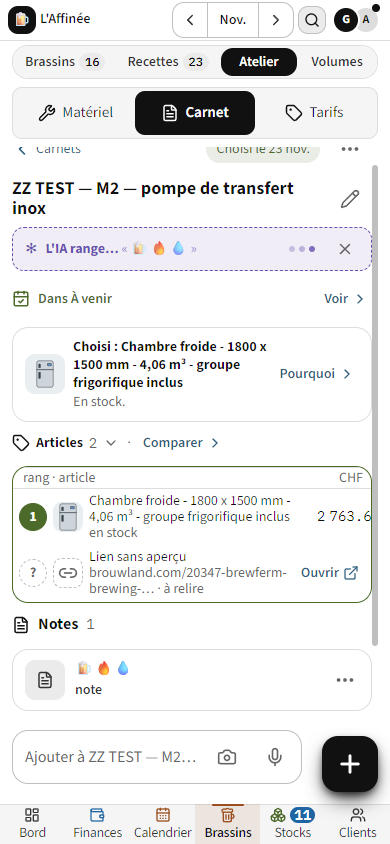 L'Affinée
Nov.
G
A
Brassins 16
Recettes 23
Atelier
Volumes
Matériel
Carnet
Tarifs
Carnets
Choisi le 23 nov.
ZZ TEST — M2 — pompe de transfert
inox
L'IA range… « 🍺 🔥 💧 »
Dans À venir
Voir
Choisi : Chambre froide - 1800 x
1500 mm - 4,06 m³ - groupe
frigorifique inclus
En stock.
Pourquoi
Articles 2 · Comparer
rang · article
CHF
1
Chambre froide - 1800 x 1500 mm -
4,06 m³ - groupe frigorifique inclus
en stock
2 763.6
?
Lien sans aperçu
brouwland.com/20347-brewferm-
brewing-… · à relire
Ouvrir
Notes 1
🍺 🔥 💧
note
Ajouter à ZZ TEST — M2…
Bord
Finances
Calendrier
Brassins
11
Stocks
Clients